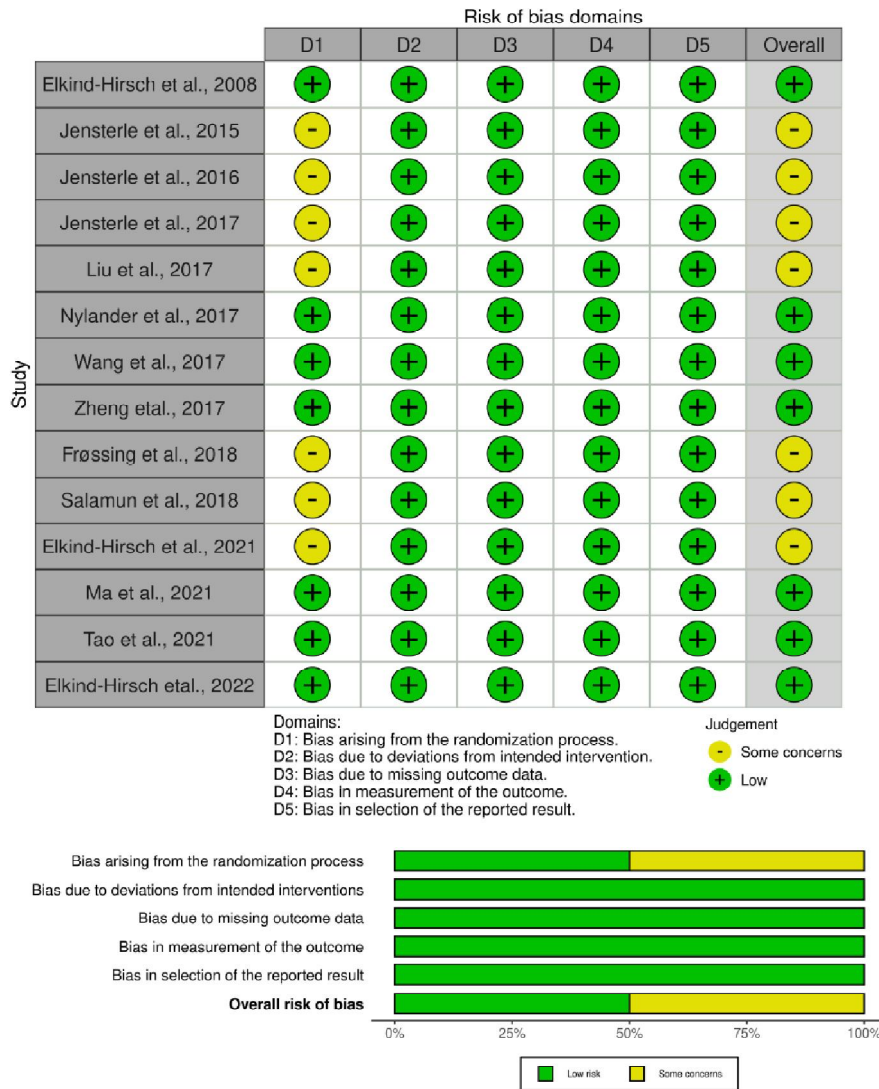 Risk of bias domains
D1 D2 D3 D4 D5 Overall
Study
Elkind-Hirsch et al., 2008 + + + + + +
Jensterle et al., 2015 - + + + + -
Jensterle et al., 2016 - + + + + -
Jensterle et al., 2017 - + + + + -
Liu et al., 2017 - + + + + -
Nylander et al., 2017 + + + + + +
Wang et al., 2017 + + + + + +
Zheng etal., 2017 + + + + + +
Frøssing et al., 2018 - + + + + -
Salamun et al., 2018 - + + + + -
Elkind-Hirsch et al., 2021 - + + + + -
Ma et al., 2021 + + + + + +
Tao et al., 2021 + + + + + +
Elkind-Hirsch etal., 2022 + + + + + +
Domains:
D1: Bias arising from the randomization process.
D2: Bias due to deviations from intended intervention.
D3: Bias due to missing outcome data.
D4: Bias in measurement of the outcome.
D5: Bias in selection of the reported result.
Judgement
- Some concerns
+ Low
Bias arising from the randomization process
Bias due to deviations from intended interventions
Bias due to missing outcome data
Bias in measurement of the outcome
Bias in selection of the reported result
Overall risk of bias
0% 25% 50% 75% 100%
Low risk Some concerns